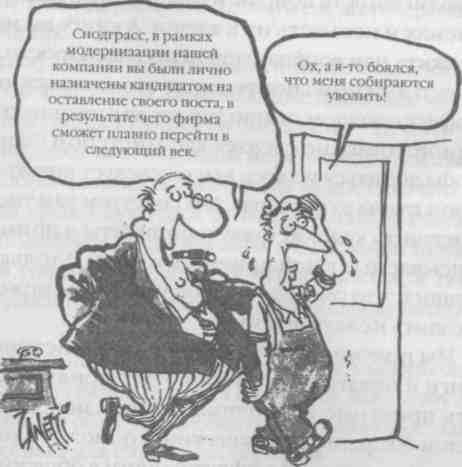 Снодграсс, в рамках
модернизации нашей
компании вы были лично
назначены кандидатом на
оставление своего поста, в
результате чего фирма
сможет плавно перейти в
следующий век.
Ох, а я-то боялся,
что меня собираются
уволить!
ZANETTI